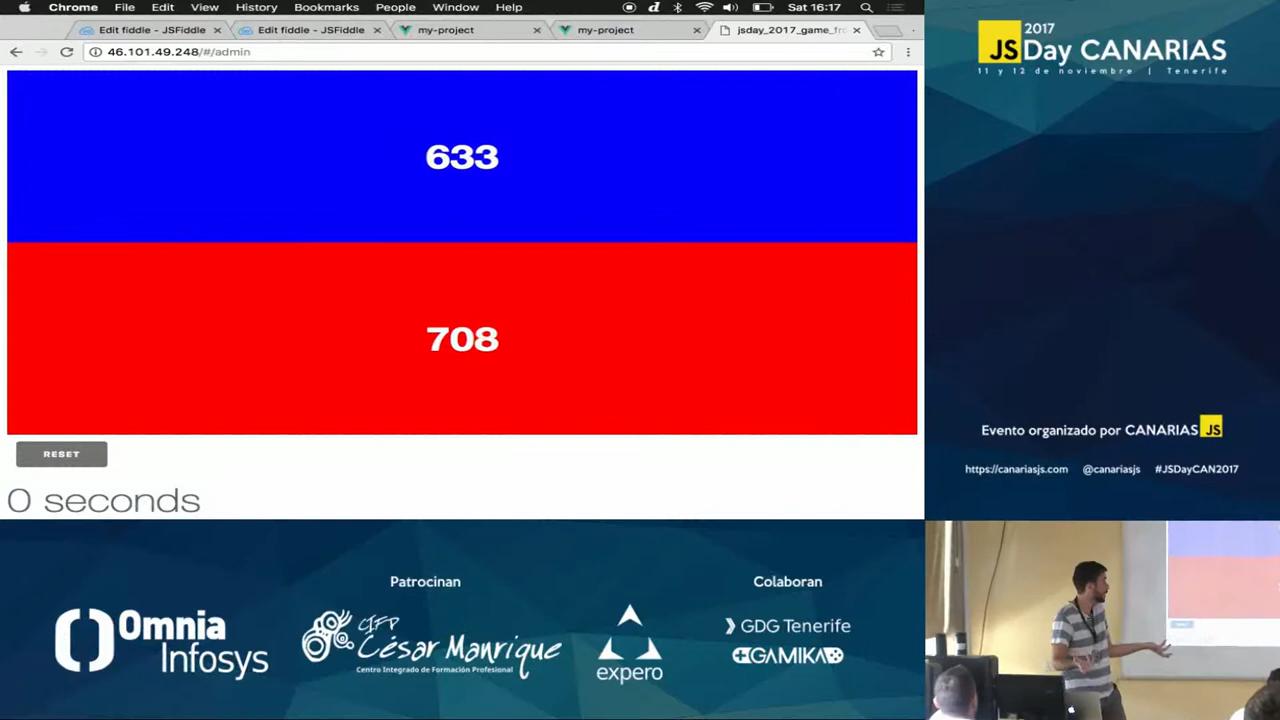 Chrome File Edit View History Bookmarks People Window Help Sat 16:17
Edit fiddle - JSFiddle
Edit fiddle - JSFiddle
my-project
my-project
jsday_2017_game_fro
46.101.49.248/#/admin
633
708
RESET
0 seconds
2017
JSDay CANARIAS
11 y 12 de noviembre | Tenerife
Evento organizado por CANARIAS JS
https://canariasjs.com @canariasjs #JSDayCAN2017
Patrocinan
Omnia
Infosys
CIFP
César Manrique
Centro Integrado de Formación Profesional
expero
Colaboran
GDG Tenerife
GAMIKA